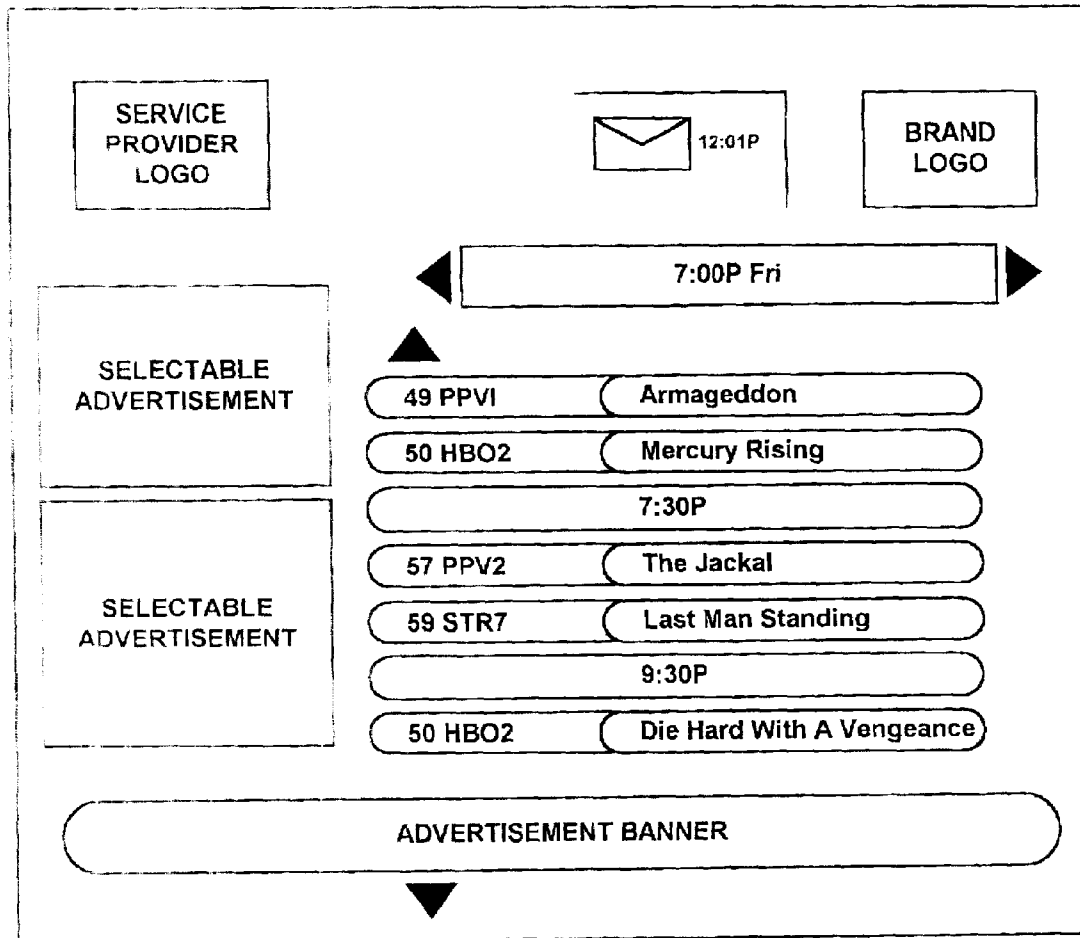 SERVICE
PROVIDER
LOGO
12:01P
BRAND
LOGO
7:00P Fri
SELECTABLE
ADVERTISEMENT
49 PPVI Armageddon
50 HBO2 Mercury Rising
7:30P
57 PPV2 The Jackal
SELECTABLE
ADVERTISEMENT
59 STR7 Last Man Standing
9:30P
50 HBO2 Die Hard With A Vengeance
ADVERTISEMENT BANNER